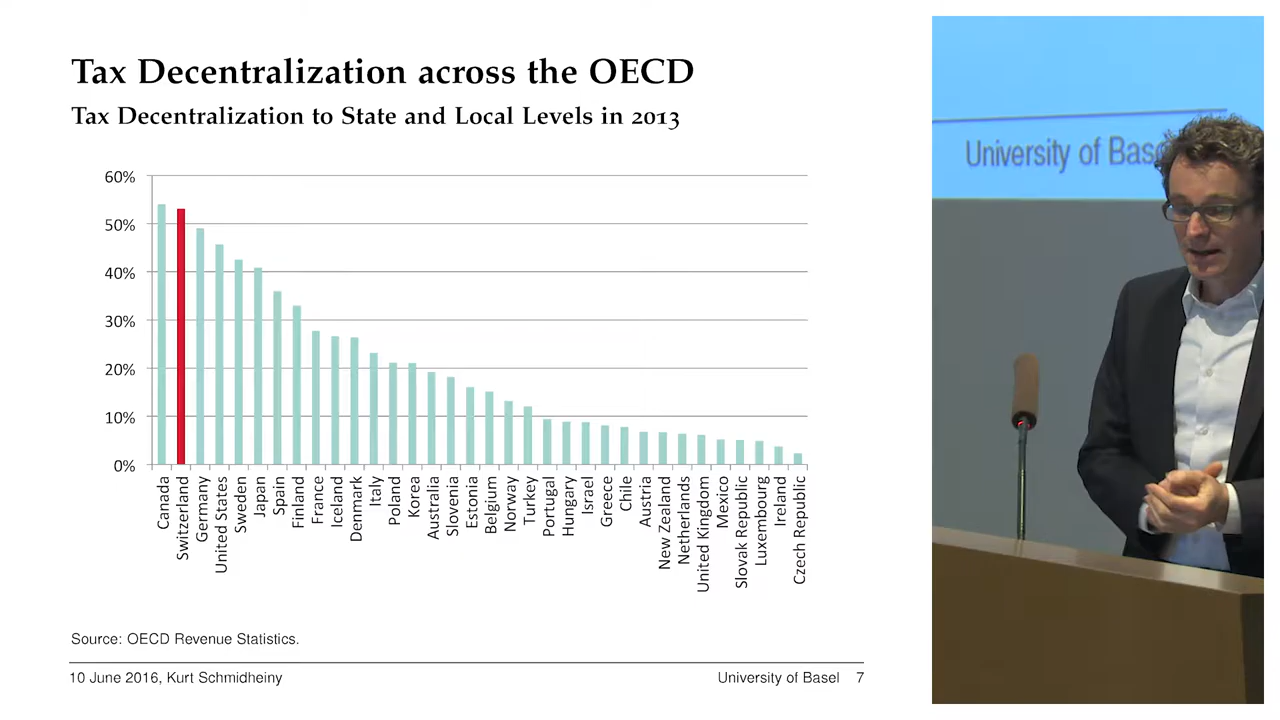 Tax Decentralization across the OECD
Tax Decentralization to State and Local Levels in 2013
60%
50%
40%
30%
20%
10%
0%
Canada
Switzerland
Germany
United States
Sweden
Japan
Spain
Finland
France
Iceland
Denmark
Italy
Poland
Korea
Australia
Slovenia
Estonia
Belgium
Norway
Turkey
Portugal
Hungary
Israel
Greece
Chile
Austria
New Zealand
Netherlands
United Kingdom
Mexico
Slovak Republic
Luxembourg
Ireland
Czech Republic
Source: OECD Revenue Statistics.
10 June 2016, Kurt Schmidheiny
University of Basel 7
University of Bas